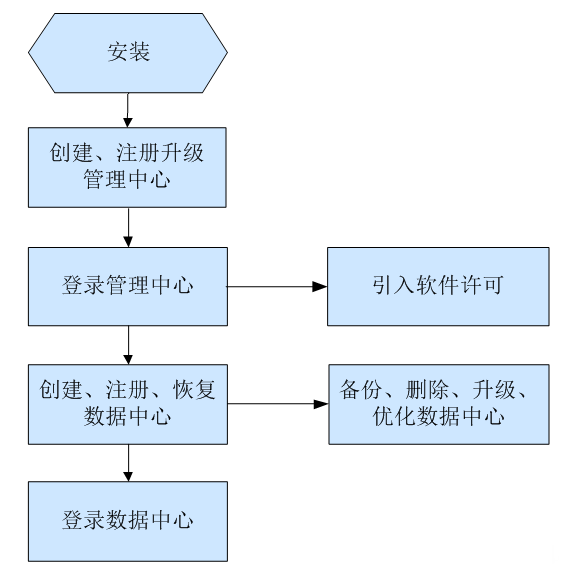 安装
创建、注册升级
管理中心
登录管理中心
引入软件许可
创建、注册、恢复
数据中心
备份、删除、升级、
优化数据中心
登录数据中心